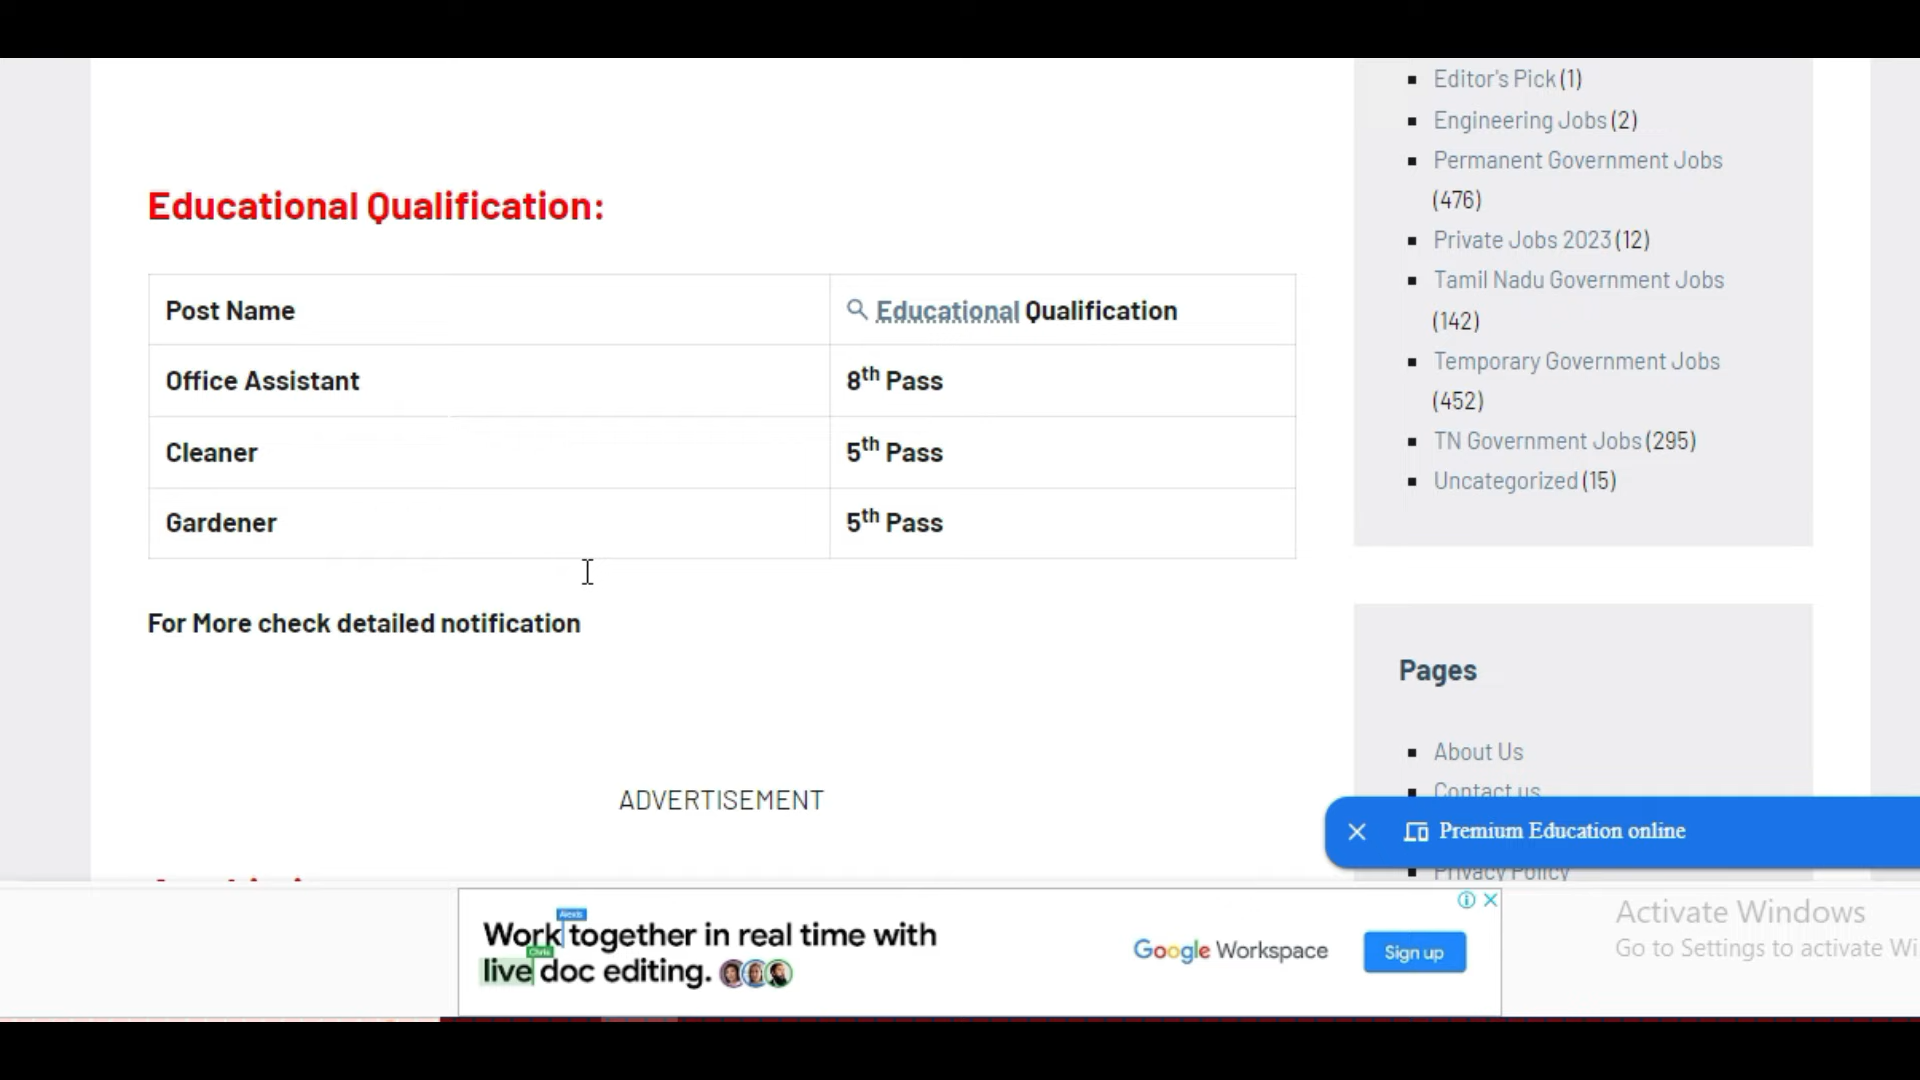 Educational Qualification:
Post Name
Educational Qualification
Office Assistant
8th Pass
Cleaner
5th Pass
Gardener
5th Pass
For More check detailed notification
ADVERTISEMENT
Editor's Pick (1)
Engineering Jobs (2)
Permanent Government Jobs
(476)
Private Jobs 2023 (12)
Tamil Nadu Government Jobs
(142)
Temporary Government Jobs
(452)
TN Government Jobs (295)
Uncategorized (15)
Pages
About Us
Contact us
Premium Education online
Privacy Policy
Alexis
Work together in real time with
Chris
live doc editing.
Google Workspace
Sign up
Activate Windows
Go to Settings to activate Wi